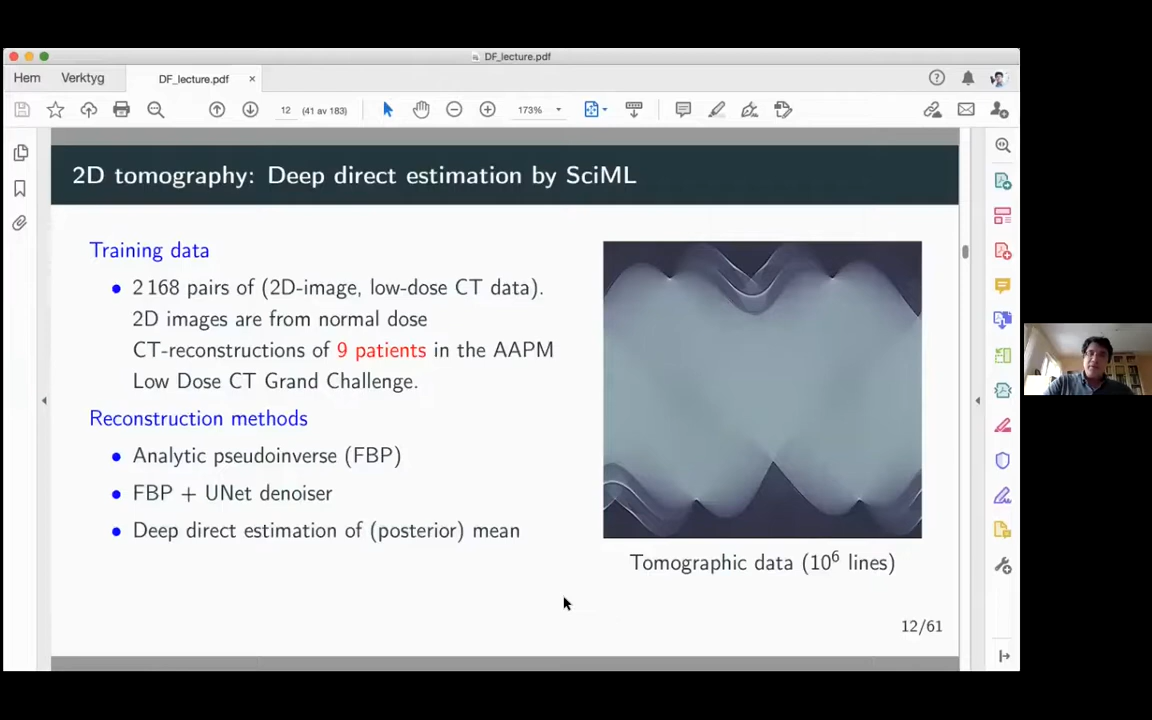 DF_lecture.pdf
Hem Verktyg DF_lecture.pdf ×
12 (41 av 183) 173%
2D tomography: Deep direct estimation by SciML
Training data
• 2 168 pairs of (2D-image, low-dose CT data).
2D images are from normal dose
CT-reconstructions of 9 patients in the AAPM
Low Dose CT Grand Challenge.
Reconstruction methods
• Analytic pseudoinverse (FBP)
• FBP + UNet denoiser
• Deep direct estimation of (posterior) mean
Tomographic data (10⁶ lines)
12/61